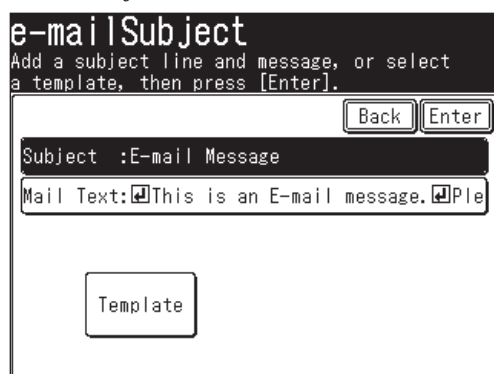 e-mailSubject
Add a subject line and message, or select
a template, then press [Enter].
Back Enter
Subject :E-mail Message
Mail Text:↵This is an E-mail message.↵Ple
Template